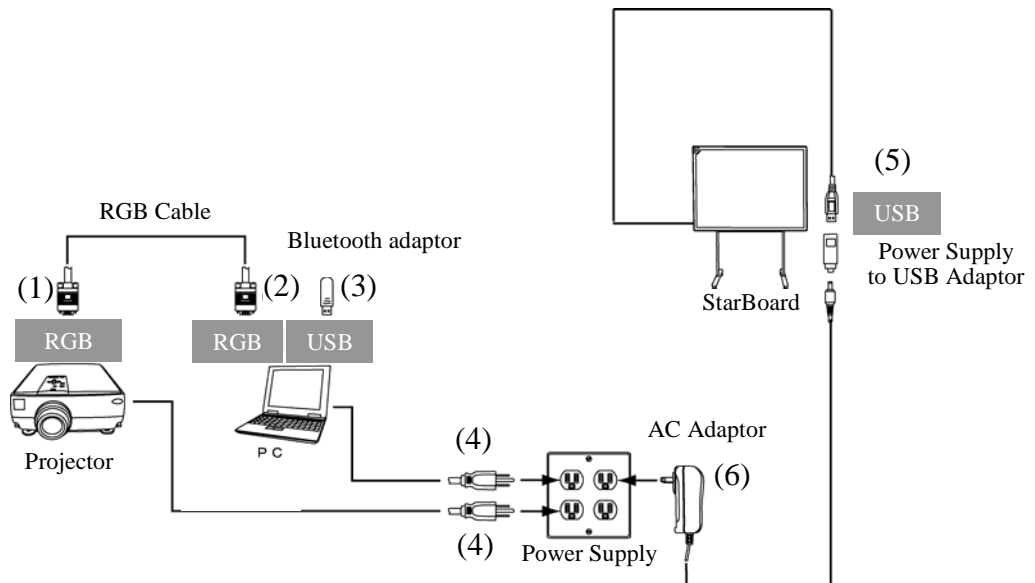 (5)
USB
Power Supply
to USB Adaptor
StarBoard
RGB Cable
Bluetooth adaptor
(1)
(2)
(3)
RGB
RGB
USB
Projector
PC
(4)
AC Adaptor
(6)
(4)
Power Supply